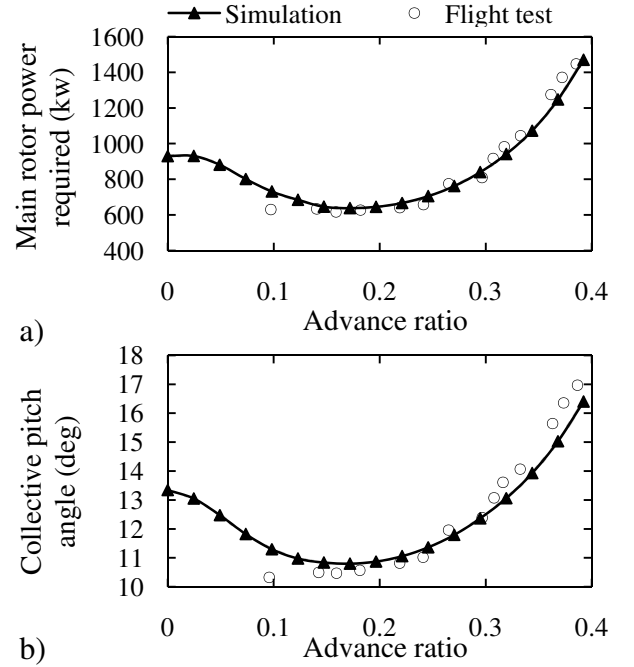 Simulation Flight test
1600
1400
1200
1000
800
600
400
Main rotor power
required (kw)
0 0.1 0.2 0.3 0.4
Advance ratio
a)
18
17
16
15
14
13
12
11
10
Collective pitch
angle (deg)
0 0.1 0.2 0.3 0.4
Advance ratio
b)